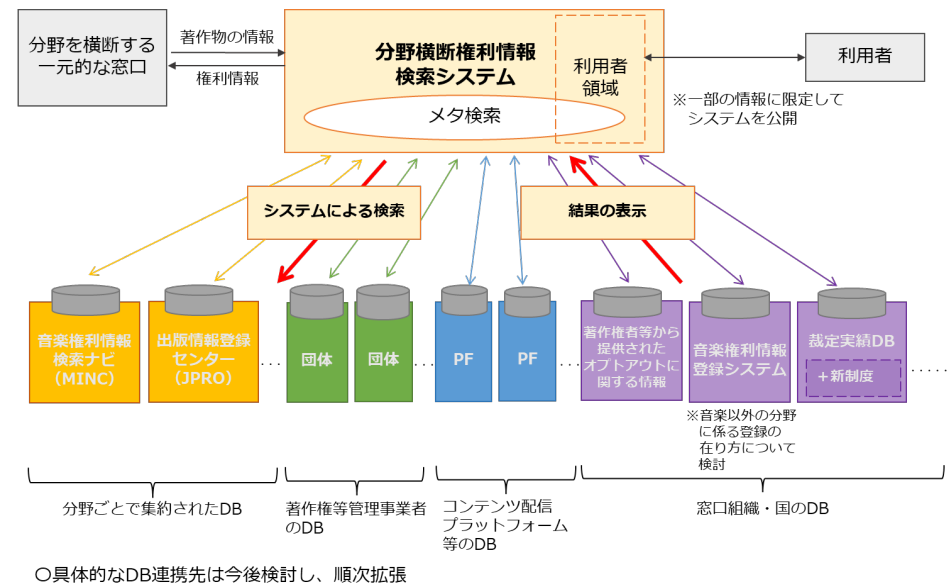 分野を横断する
一元的な窓口
著作物の情報
権利情報
分野横断権利情報
検索システム
利用者
領域
メタ検索
利用者
※一部の情報に限定して
システムを公開
システムによる検索
結果の表示
音楽権利情報
検索ナビ
（MINC）
出版情報登録
センター
（JPRO）
･･･
団体
団体
････
PF
PF
････
著作権者等から
提供された
オプトアウトに
関する情報
音楽権利情報
登録システム
裁定実績DB
＋新制度
･････
※音楽以外の分野
に係る登録の
在り方について
検討
分野ごとで集約されたDB
著作権等管理事業者
のDB
コンテンツ配信
プラットフォーム
等のDB
窓口組織・国のDB
〇具体的なDB連携先は今後検討し、順次拡張